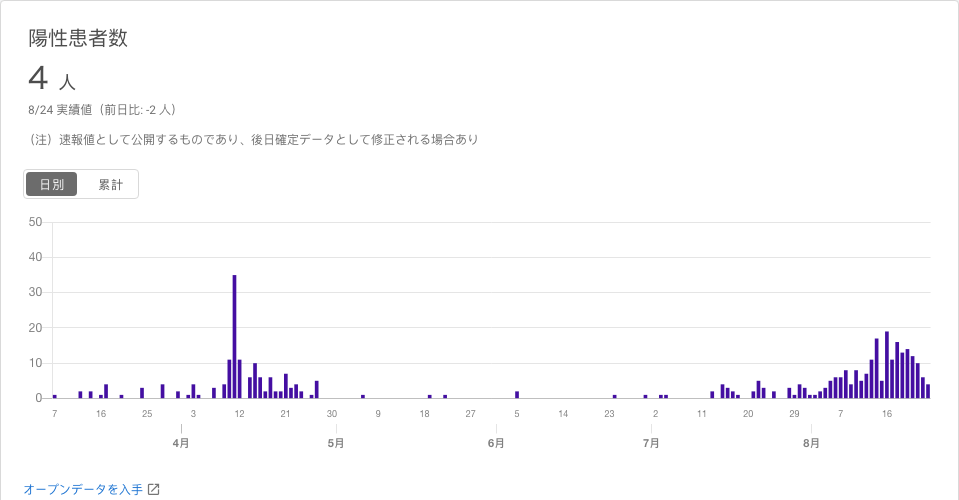 陽性患者数
4 人
8/24 実績値（前日比: -2 人）
（注）速報値として公開するものであり、後日確定データとして修正される場合あり
日別 累計
50
40
30
20
10
0
7 16 25 3 12 21 30 9 18 27 5 14 23 2 11 20 29 7 16
4月 5月 6月 7月 8月
オープンデータを入手